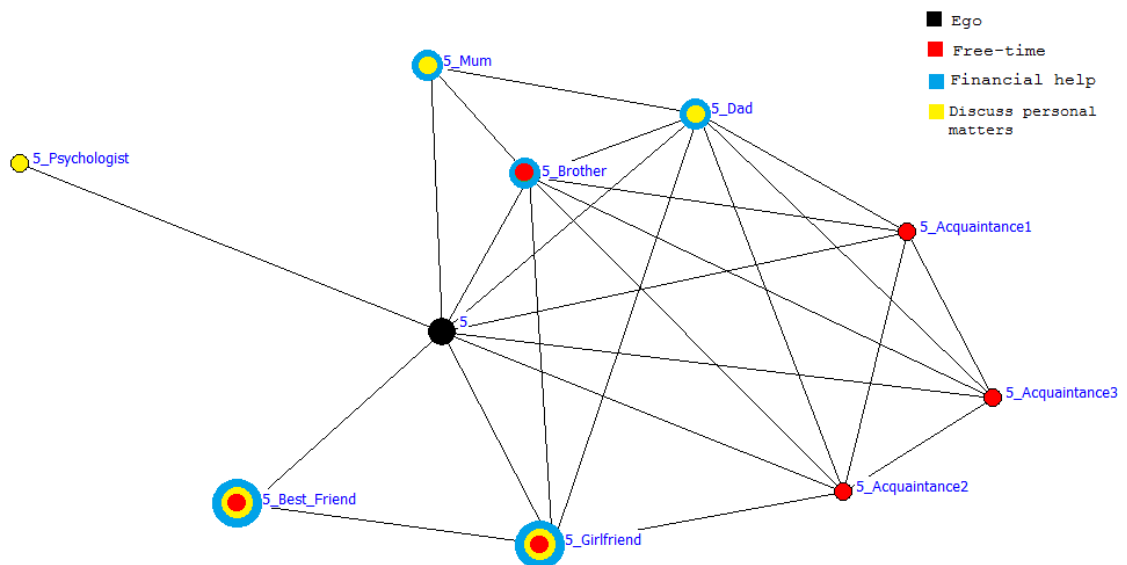 Ego
Free-time
Financial help
Discuss personal
matters
5_Mum
5_Dad
5_Psychologist
5_Brother
5_Acquaintance1
5
5_Acquaintance3
5_Acquaintance2
5_Best_Friend
5_Girlfriend